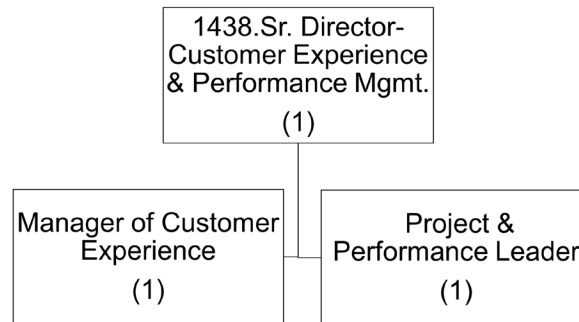 1438.Sr. Director-
Customer Experience
& Performance Mgmt.
(1)
Manager of Customer
Experience
(1)
Project &
Performance Leader
(1)